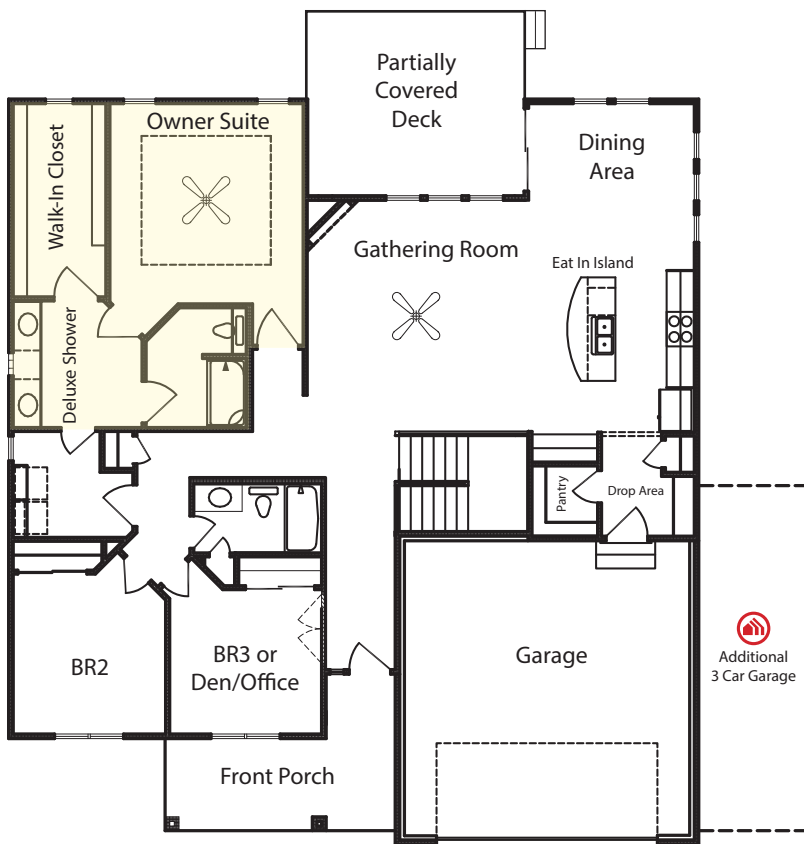 Partially
Covered
Deck
Owner Suite
Walk-In Closet
Dining
Area
Gathering Room
Eat In Island
Deluxe Shower
Pantry
Drop Area
BR2
BR3 or
Den/Office
Garage
Additional
3 Car Garage
Front Porch